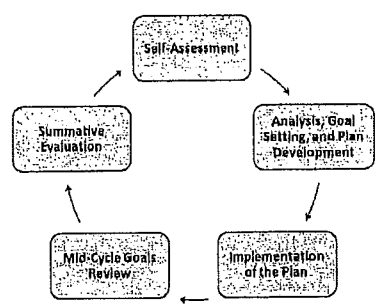 Self-Assessment
Analysis, Goal
Setting, and Plan
Development
Implementation
of the Plan
Mid-Cycle Goals
Review
Summative
Evaluation